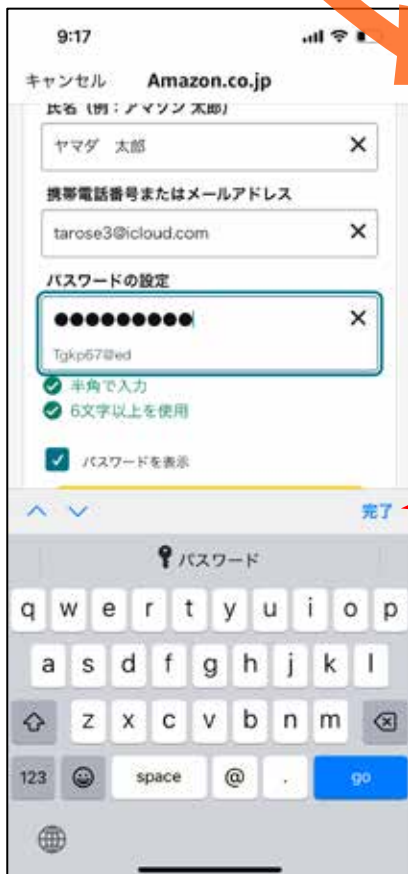 9:17
キャンセル Amazon.co.jp
氏名 (例：アマゾン 太郎)
ヤマダ 太郎
携帯電話番号またはメールアドレス
tarose3@icloud.com
パスワードの設定
●●●●●●●●●
Tgkp67@ed
半角で入力
6文字以上を使用
パスワードを表示
完了
パスワード
q w e r t y u i o p
a s d f g h j k l
z x c v b n m
123 space @ . go